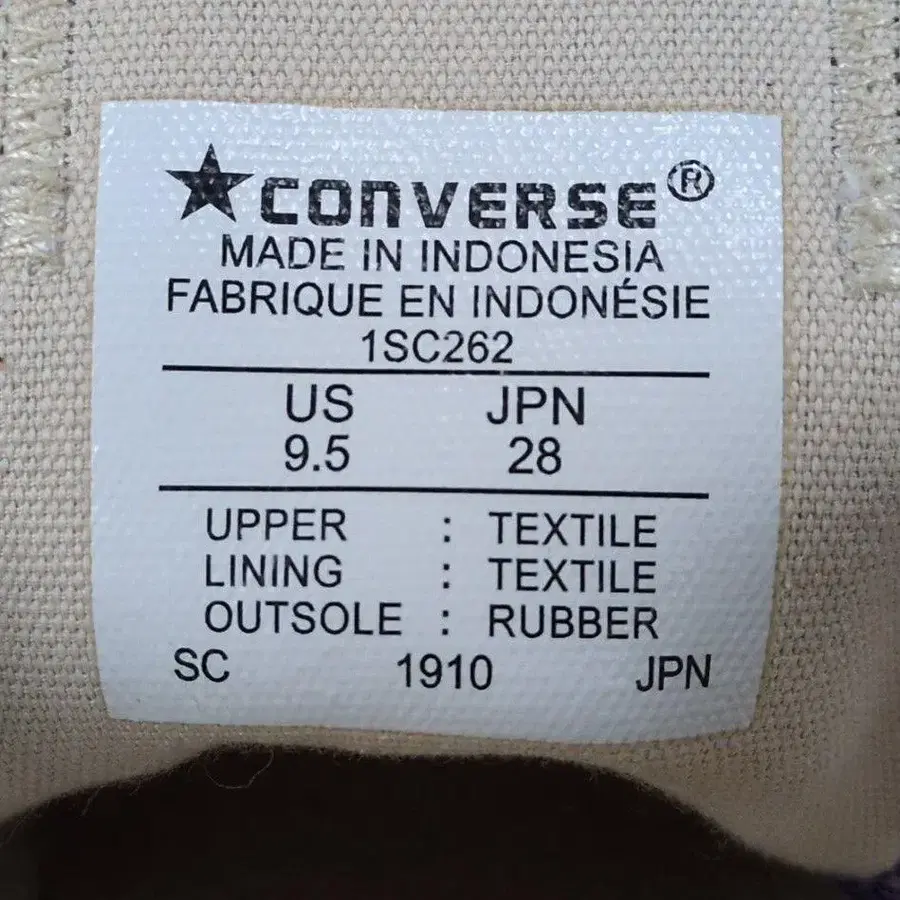 ★CONVERSE®
MADE IN INDONESIA
FABRIQUE EN INDONÉSIE
1SC262
US JPN
9.5 28
UPPER : TEXTILE
LINING : TEXTILE
OUTSOLE : RUBBER
SC 1910 JPN